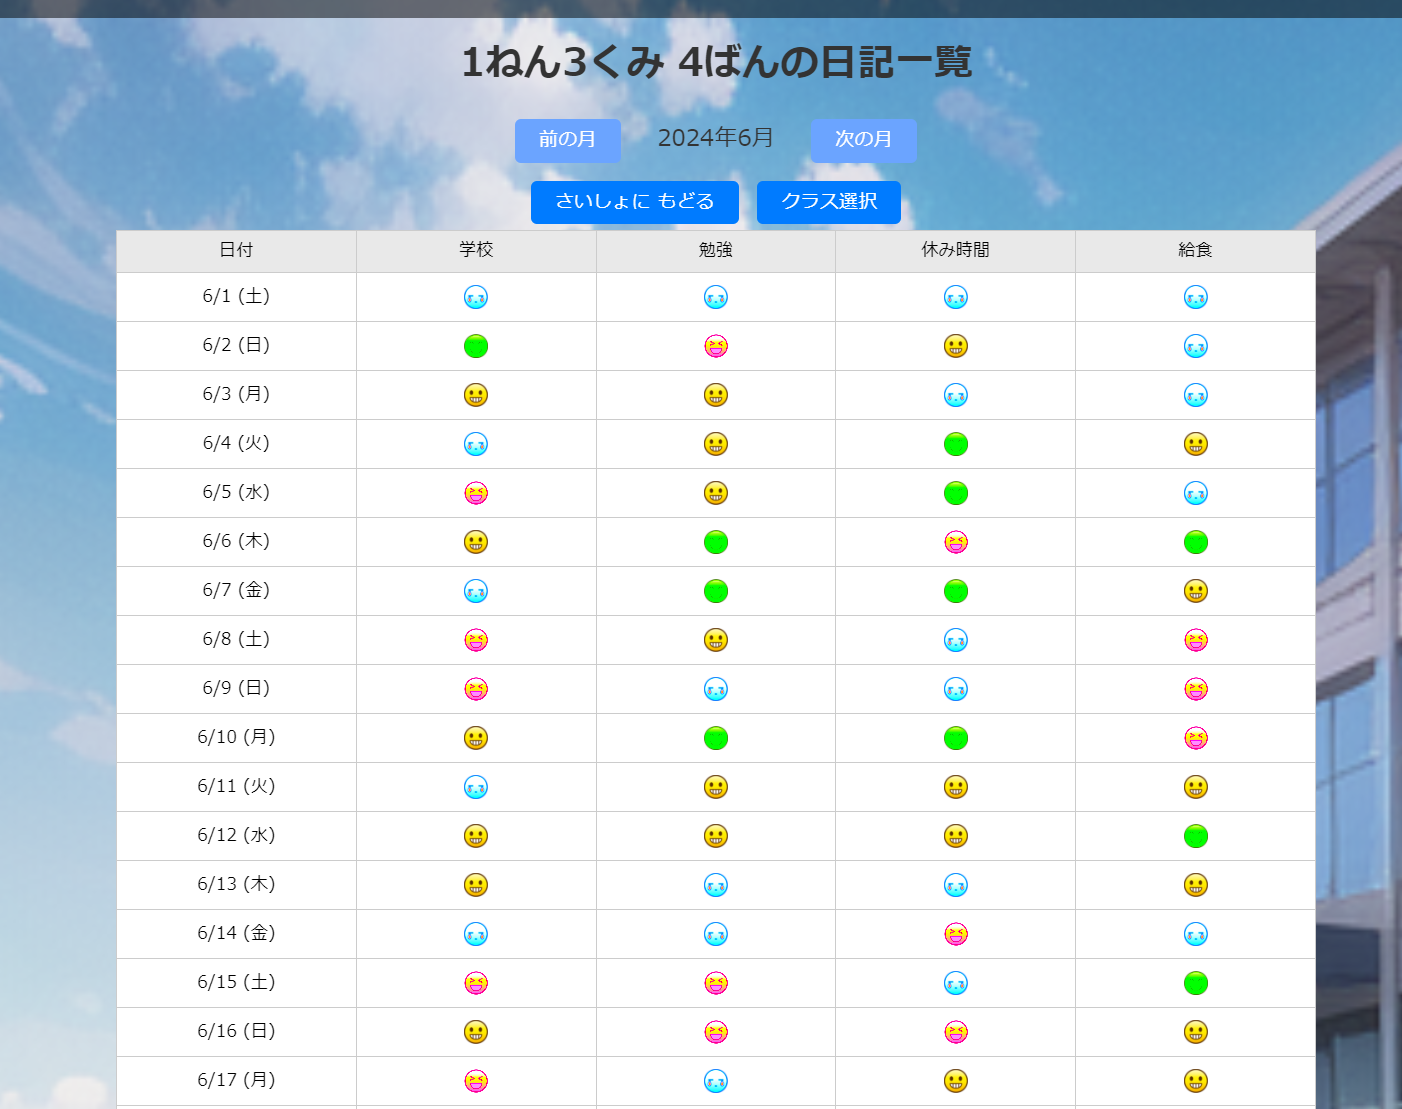 1ねん3くみ 4ばんの日記一覧
前の月 2024年6月 次の月
さいしょに もどる クラス選択
日付 学校 勉強 休み時間 給食
6/1 (土)
6/2 (日)
6/3 (月)
6/4 (火)
6/5 (水)
6/6 (木)
6/7 (金)
6/8 (土)
6/9 (日)
6/10 (月)
6/11 (火)
6/12 (水)
6/13 (木)
6/14 (金)
6/15 (土)
6/16 (日)
6/17 (月)